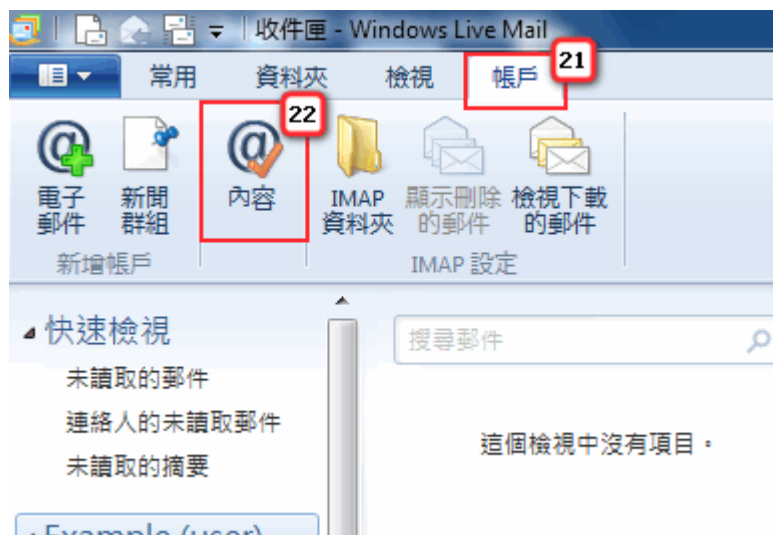 收件匣 - Windows Live Mail
常用 資料夾 檢視 帳戶 21
22
電子郵件 新聞群組 內容 IMAP 資料夾 顯示刪除的郵件 檢視下載的郵件
新增帳戶 IMAP 設定
快速檢視
搜尋郵件
未讀取的郵件
連絡人的未讀取郵件
這個檢視中沒有項目。
未讀取的摘要
Example (user)